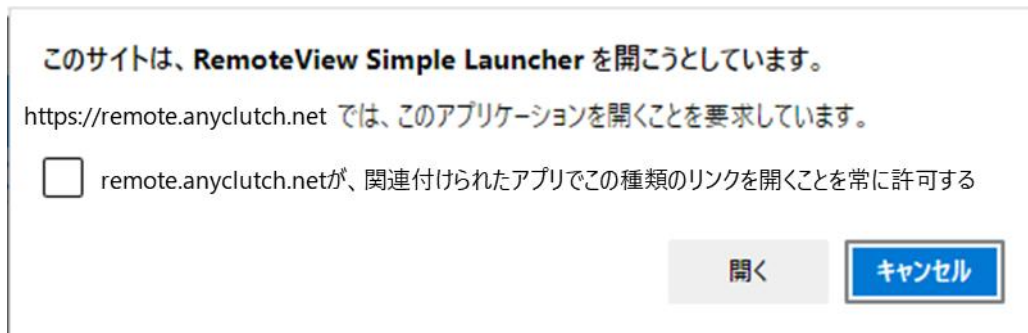 このサイトは、RemoteView Simple Launcher を開こうとしています。
https://remote.anyclutch.net では、このアプリケーションを開くことを要求しています。
remote.anyclutch.netが、関連付けられたアプリでこの種類のリンクを開くことを常に許可する
開く
キャンセル